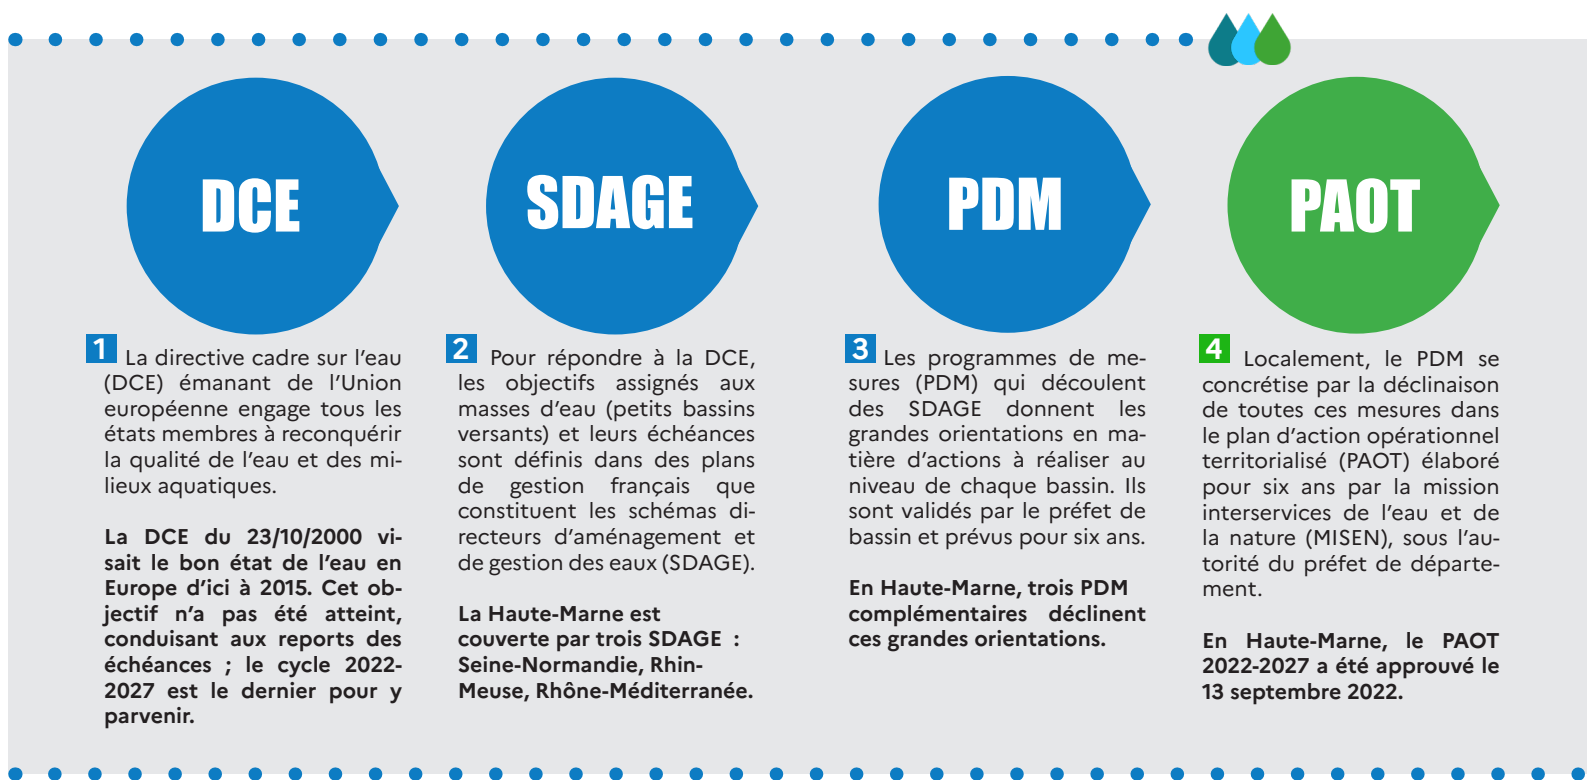 DCE
1 La directive cadre sur l’eau
(DCE) émanant de l’Union
européenne engage tous les
états membres à reconquérir
la qualité de l’eau et des mi-
lieux aquatiques.
La DCE du 23/10/2000 vi-
sait le bon état de l’eau en
Europe d’ici à 2015. Cet ob-
jectif n’a pas été atteint,
conduisant aux reports des
échéances ; le cycle 2022-
2027 est le dernier pour y
parvenir.
SDAGE
2 Pour répondre à la DCE,
les objectifs assignés aux
masses d’eau (petits bassins
versants) et leurs échéances
sont définis dans des plans
de gestion français que
constituent les schémas di-
recteurs d’aménagement et
de gestion des eaux (SDAGE).
La Haute-Marne est
couverte par trois SDAGE :
Seine-Normandie, Rhin-
Meuse, Rhône-Méditerranée.
PDM
3 Les programmes de me-
sures (PDM) qui découlent
des SDAGE donnent les
grandes orientations en ma-
tière d’actions à réaliser au
niveau de chaque bassin. Ils
sont validés par le préfet de
bassin et prévus pour six ans.
En Haute-Marne, trois PDM
complémentaires déclinent
ces grandes orientations.
PAOT
4 Localement, le PDM se
concrétise par la déclinaison
de toutes ces mesures dans
le plan d’action opérationnel
territorialisé (PAOT) élaboré
pour six ans par la mission
interservices de l’eau et de
la nature (MISEN), sous l’au-
torité du préfet de départe-
ment.
En Haute-Marne, le PAOT
2022-2027 a été approuvé le
13 septembre 2022.